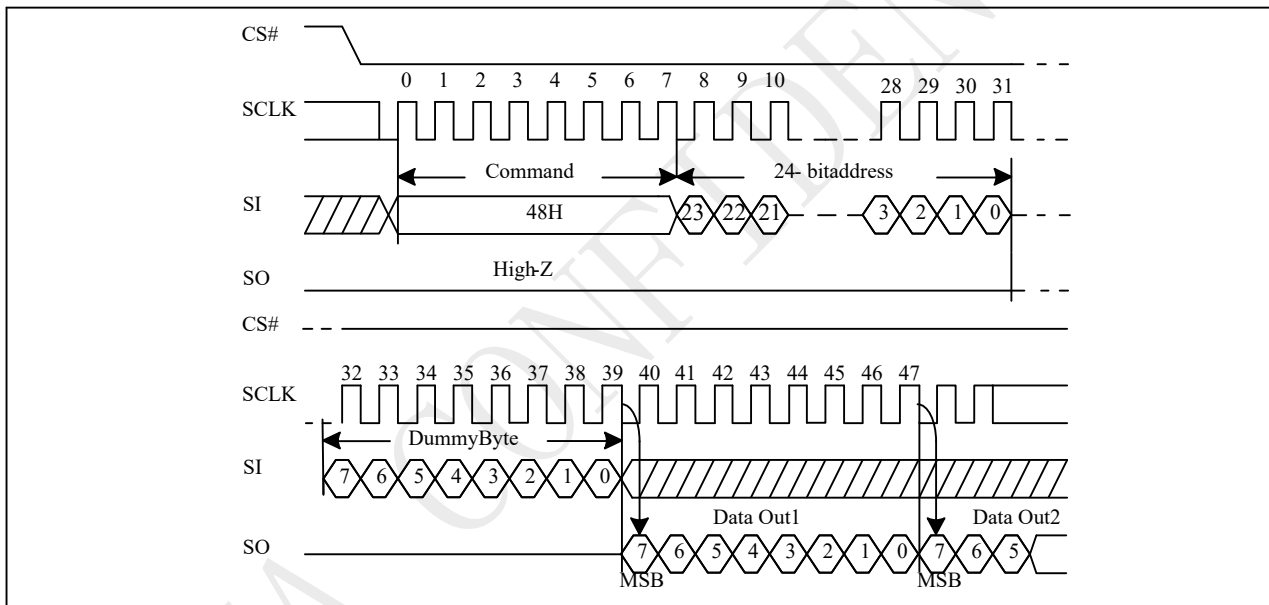 CS#
0 1 2 3 4 5 6 7 8 9 10 28 29 30 31
SCLK
Command 24- bitaddress
SI 48H 23 22 21 3 2 1 0
High-Z
SO
CS#
32 33 34 35 36 37 38 39 40 41 42 43 44 45 46 47
SCLK
DummyByte
SI 7 6 5 4 3 2 1 0
Data Out1 Data Out2
SO 7 6 5 4 3 2 1 0 7 6 5
MSB MSB